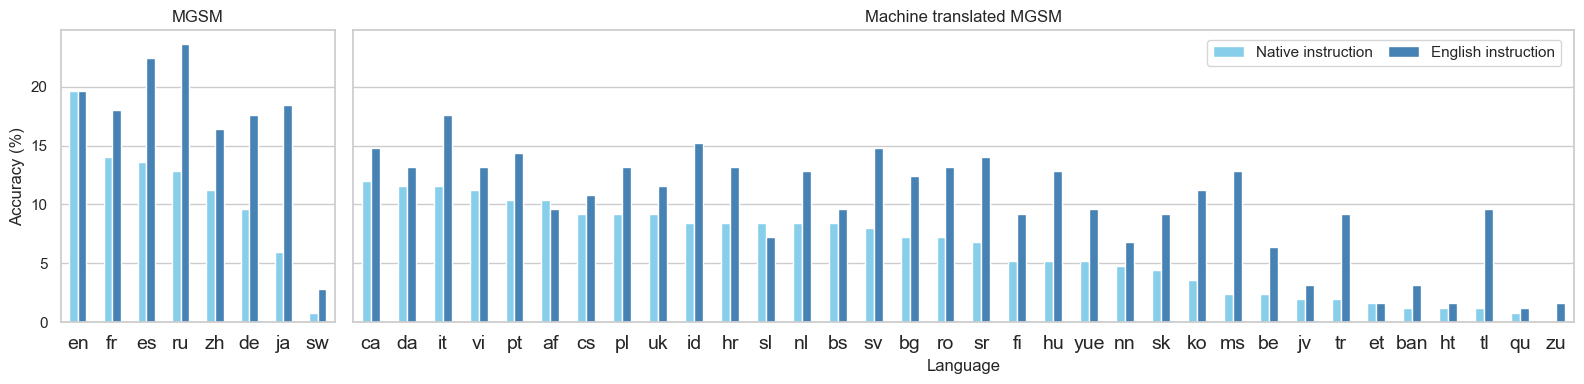 MGSM
Machine translated MGSM
Native instruction
English instruction
Accuracy (%)
20
15
10
5
0
en fr es ru zh de ja sw
ca da it vi pt af cs pl uk id hr sl nl bs sv bg ro sr fi hu yue nn sk ko ms be jv tr et ban ht tl qu zu
Language